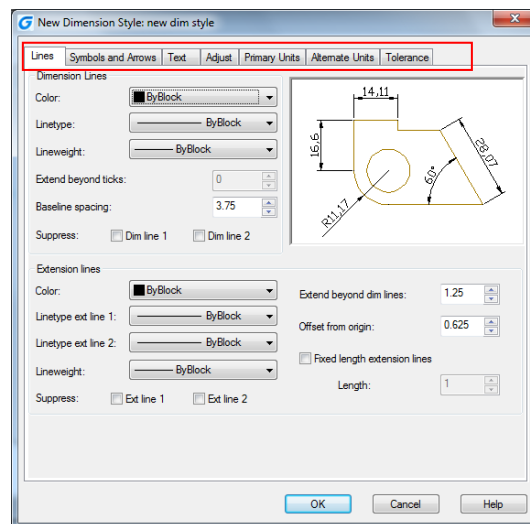 New Dimension Style: new dim style
Lines Symbols and Arrows Text Adjust Primary Units Alternate Units Tolerance
Dimension Lines
Color: ByBlock
Linetype: ByBlock
Lineweight: ByBlock
Extend beyond ticks: 0
Baseline spacing: 3.75
Suppress: Dim line 1 Dim line 2
14,11
16,6
28,07
60°
R11,17
Extension lines
Color: ByBlock
Linetype ext line 1: ByBlock
Linetype ext line 2: ByBlock
Lineweight: ByBlock
Suppress: Ext line 1 Ext line 2
Extend beyond dim lines: 1.25
Offset from origin: 0.625
Fixed length extension lines
Length: 1
OK Cancel Help